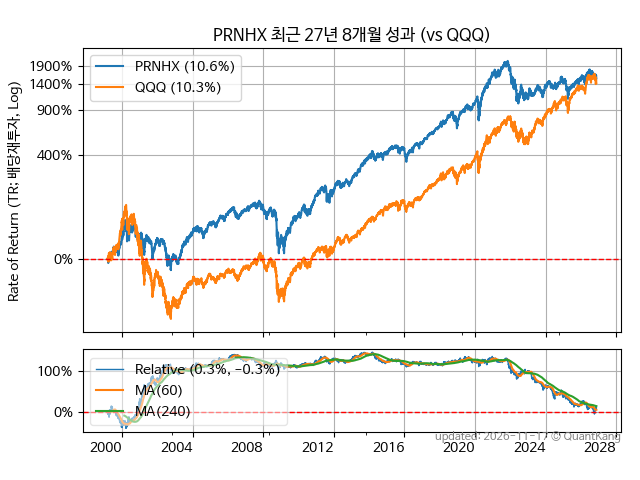 PRNHX 최근 27년 8개월 성과 (vs QQQ)
Rate of Return (TR; 배당재투자, Log)
1900%
1400%
900%
400%
0%
PRNHX (10.6%)
QQQ (10.3%)
100%
0%
Relative (0.3%, -0.3%)
MA(60)
MA(240)
2000 2004 2008 2012 2016 2020 2024 2028
updated: 2026-11-17 © QuantKang